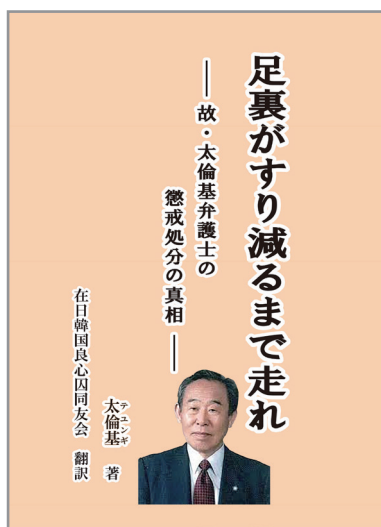 足裏がすり減るまで走れ
――故・太倫基弁護士の
懲戒処分の真相――
テユンギ
太倫基 著
在日韓国良心囚同友会 翻訳